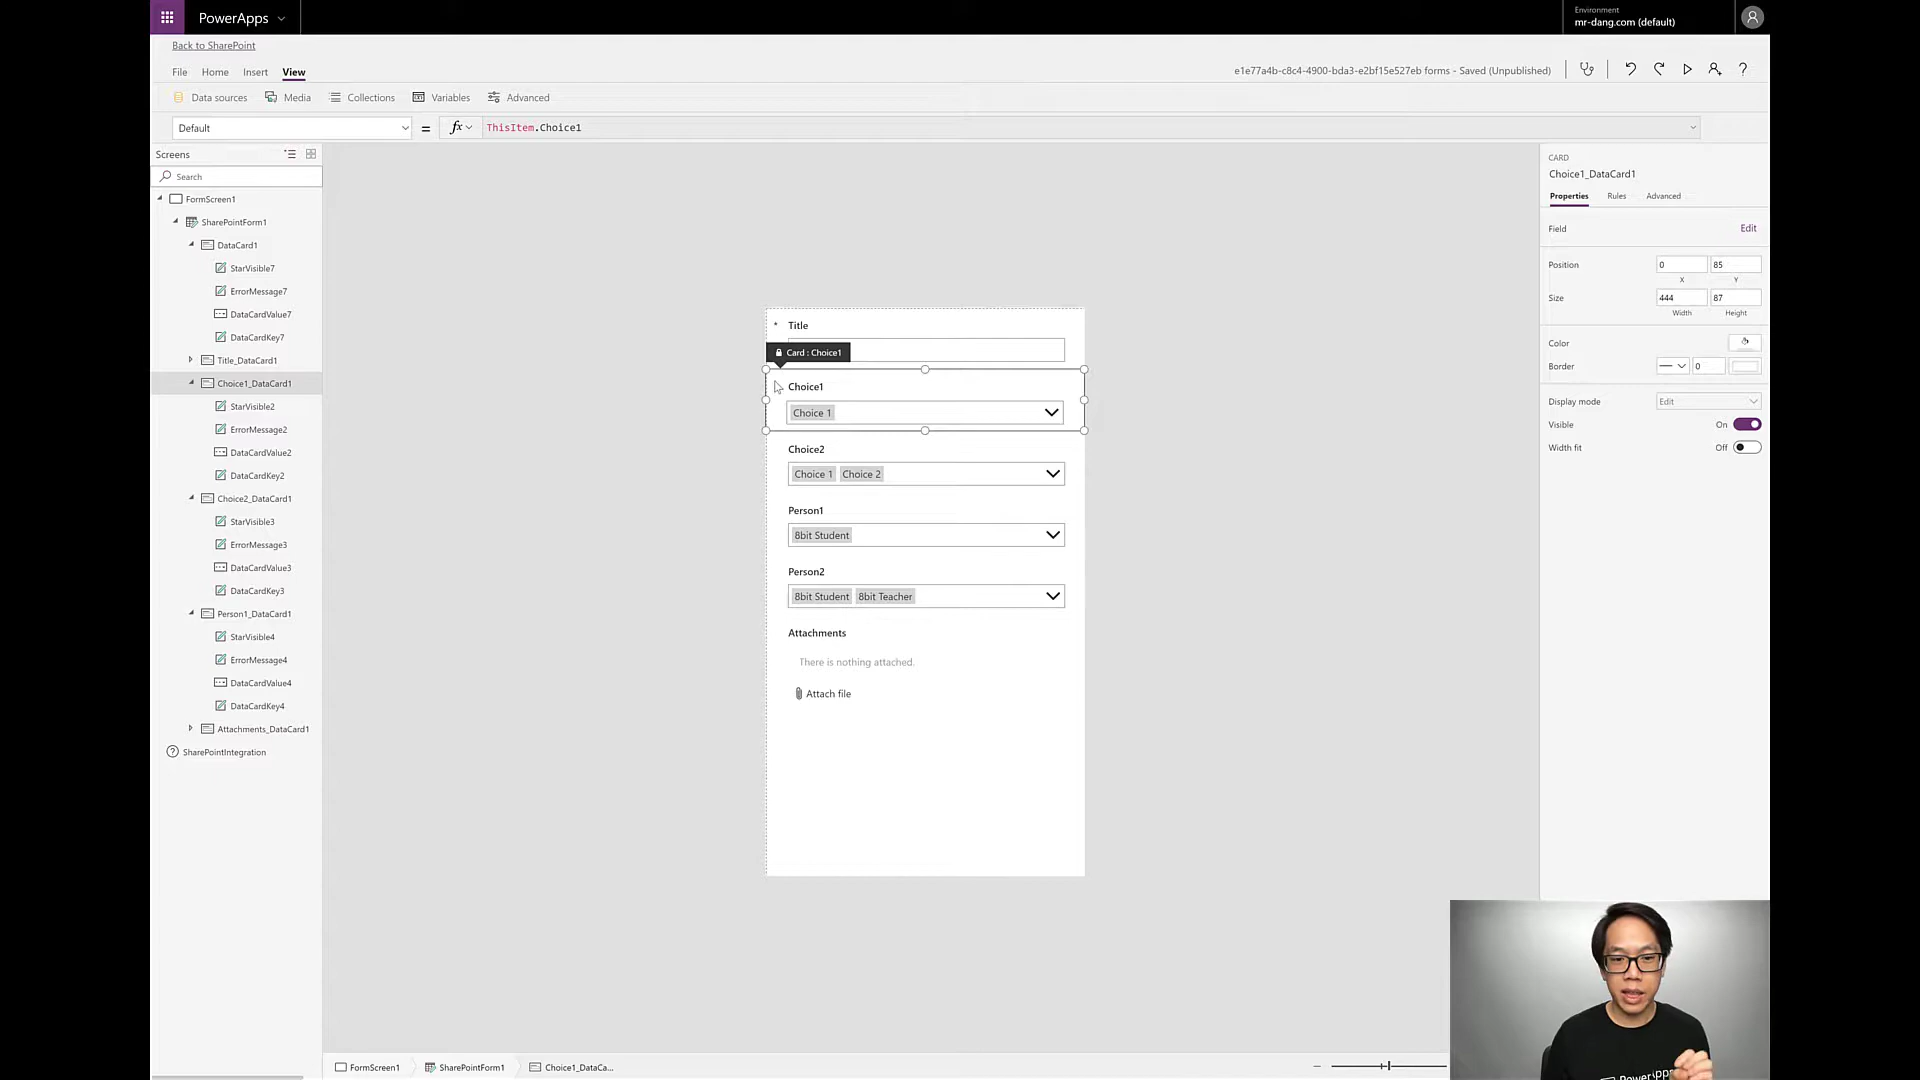 PowerApps
Environment
mr-dang.com (default)
Back to SharePoint
File Home Insert View
e1e77a4b-c8c4-4900-bda3-e2bf15e527eb forms - Saved (Unpublished)
Data sources Media Collections Variables Advanced
Default = fx ThisItem.Choice1
Screens
Search
FormScreen1
SharePointForm1
DataCard1
StarVisible7
ErrorMessage7
DataCardValue7
DataCardKey7
Title_DataCard1
Choice1_DataCard1
StarVisible2
ErrorMessage2
DataCardValue2
DataCardKey2
Choice2_DataCard1
StarVisible3
ErrorMessage3
DataCardValue3
DataCardKey3
Person1_DataCard1
StarVisible4
ErrorMessage4
DataCardValue4
DataCardKey4
Attachments_DataCard1
SharePointIntegration
* Title
Card : Choice1
Choice1
Choice 1
Choice2
Choice 1 Choice 2
Person1
8bit Student
Person2
8bit Student 8bit Teacher
Attachments
There is nothing attached.
Attach file
CARD
Choice1_DataCard1
Properties Rules Advanced
Field Edit
Position 0 85
X Y
Size 444 87
Width Height
Color
Border 0
Display mode Edit
Visible On
Width fit Off
FormScreen1 SharePointForm1 Choice1_DataCa...
PowerApps